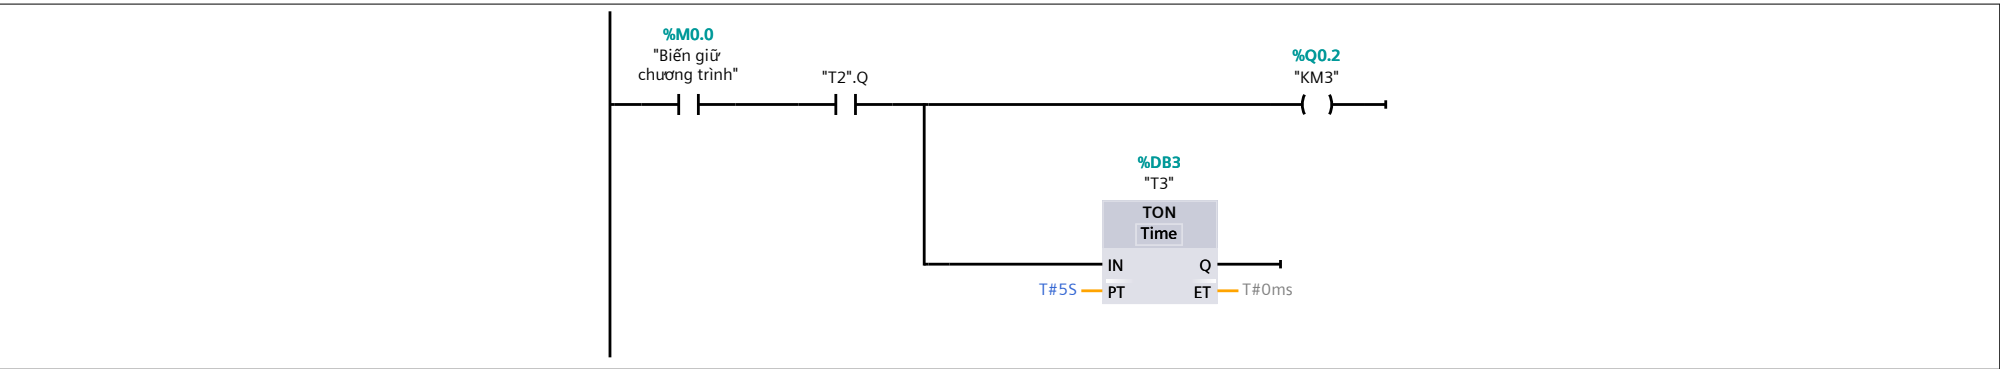 %M0.0
"Biến giữ
chương trình"
"T2".Q
%Q0.2
"KM3"
%DB3
"T3"
TON
Time
IN
Q
T#5S
PT
ET
T#0ms